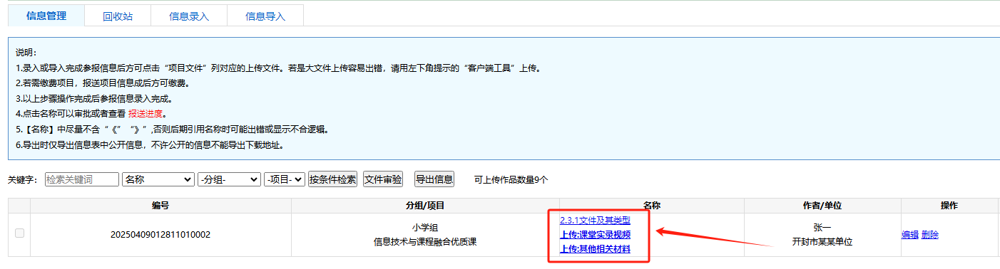 信息管理 回收站 信息录入 信息导入
说明：
1.录入或导入完成参报信息后方可点击“项目文件”列对应的上传文件。若是大文件上传容易出错，请用左下角提示的“客户端工具”上传。
2.若需缴费项目，报送项目信息成后方可缴费。
3.以上步骤操作完成后参报信息录入完成。
4.点击名称可以审批或者查看 报送进度。
5.【名称】中尽量不含“《”“》”,否则后期引用名称时可能出错或显示不合逻辑。
6.导出时仅导出信息表中公开信息，不许公开的信息不能导出下载地址。
关键字： 检索关键词 名称 -分组- -项目- 按条件检索 文件审验 导出信息 可上传作品数量9个
编号 分组/项目 名称 作者/单位 操作
20250409012811010002
小学组
信息技术与课程融合优质课
2.3.1文件及其类型
上传:课堂实录视频
上传:其他相关材料
张一
开封市某某单位
编辑 删除